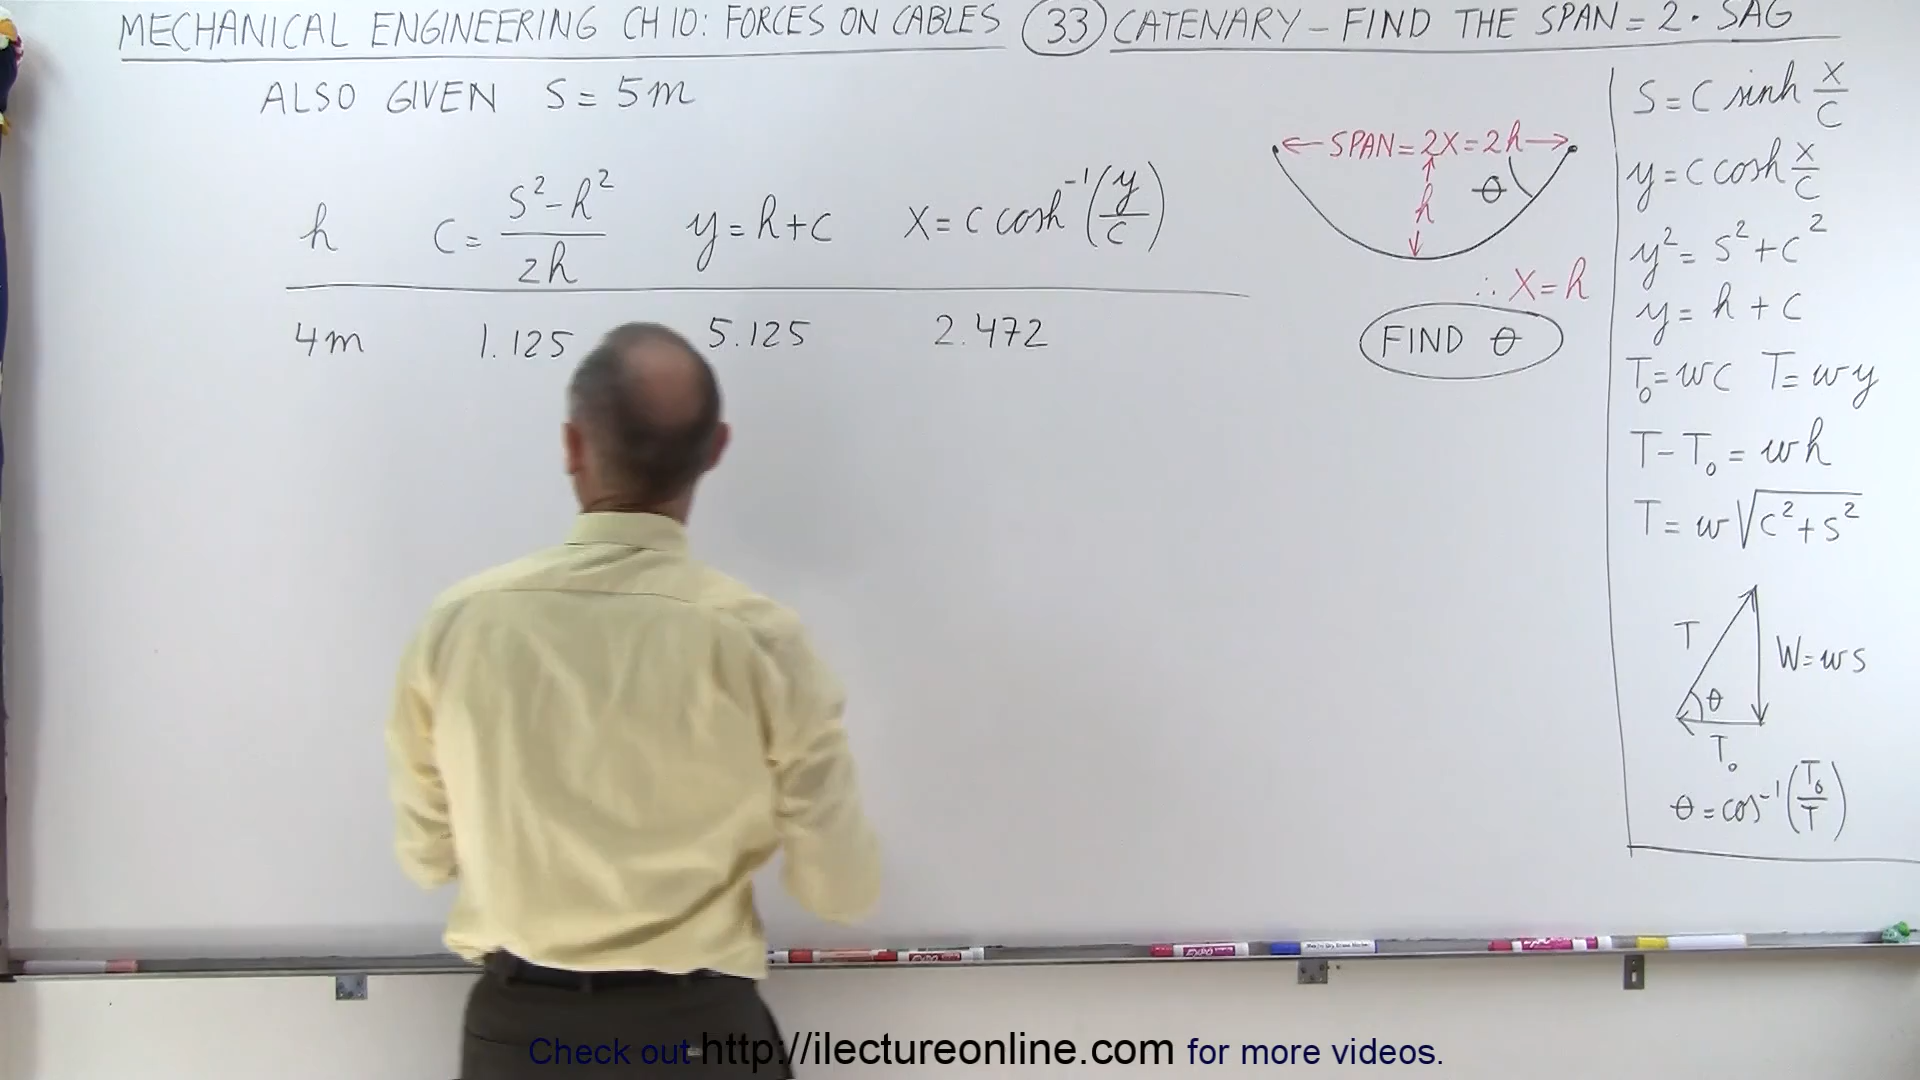 MECHANICAL ENGINEERING CH 10: FORCES ON CABLES 33 CATENARY – FIND THE SPAN = 2 · SAG
ALSO GIVEN S = 5m
h C = S²-h²/2h y = h+c X = C cosh⁻¹(y/c)
4m 1.125 5.125 2.472
SPAN = 2X = 2h
h
θ
∴ X = h
FIND θ
S = C sinh X/C
y = C cosh X/C
y² = S² + C²
y = h + C
T₀ = wc T = wy
T - T₀ = wh
T = w√(c² + s²)
T W = ws
θ
T₀
θ = cos⁻¹(T₀/T)
EXPO
EXPO
EXPO
Check out http://ilectureonline.com for more videos.